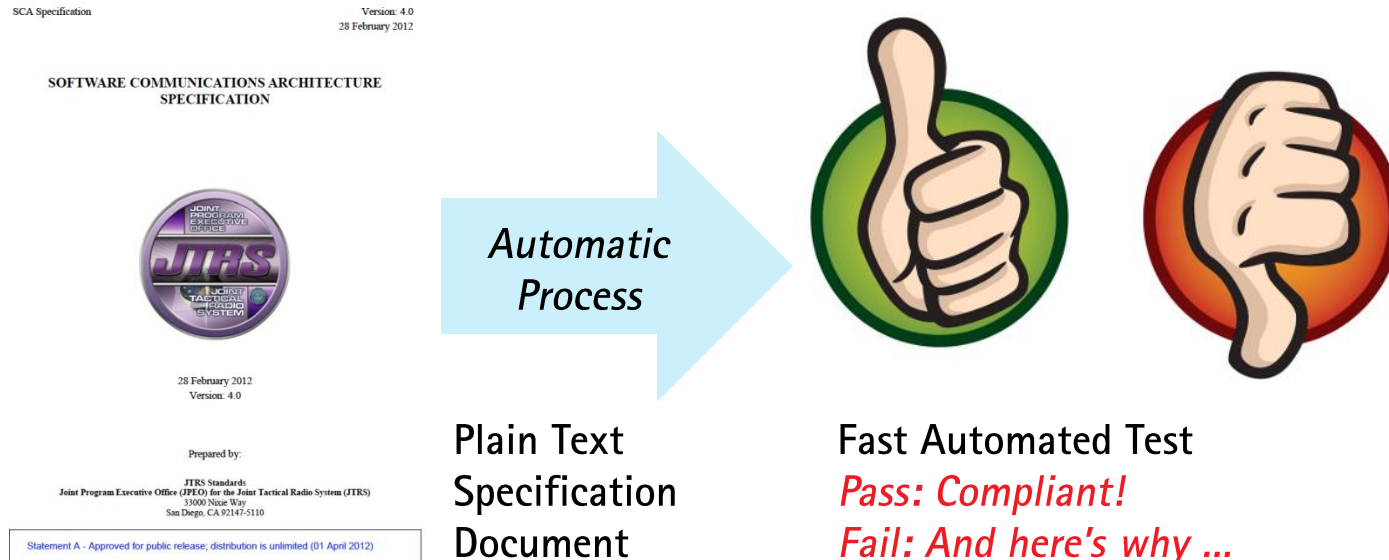 SCA Specification
Version: 4.0
28 February 2012
SOFTWARE COMMUNICATIONS ARCHITECTURE
SPECIFICATION
JOINT
PROGRAM
EXECUTIVE
OFFICE
JTRS
JOINT
TACTICAL
RADIO
SYSTEM
28 February 2012
Version: 4.0
Prepared by:
JTRS Standards
Joint Program Executive Office (JPEO) for the Joint Tactical Radio System (JTRS)
33000 Nixie Way
San Diego, CA 92147-5110
Statement A - Approved for public release; distribution is unlimited (01 April 2012)
Automatic
Process
Plain Text
Specification
Document
Fast Automated Test
Pass: Compliant!
Fail: And here's why ...